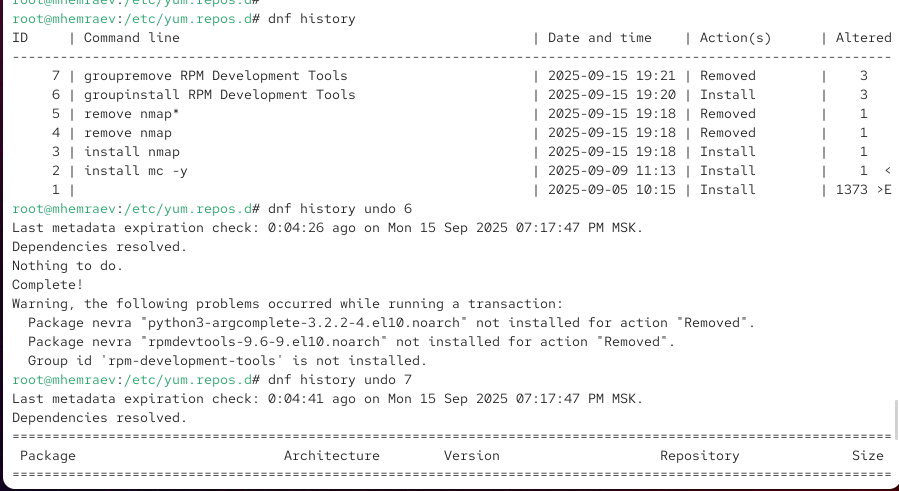 root@mhemraev:/etc/yum.repos.d#
root@mhemraev:/etc/yum.repos.d# dnf history
ID     | Command line                                            | Date and time    | Action(s)      | Altered
-------------------------------------------------------------------------------------------------------------
     7 | groupremove RPM Development Tools                       | 2025-09-15 19:21 | Removed        |    3
     6 | groupinstall RPM Development Tools                      | 2025-09-15 19:20 | Install        |    3
     5 | remove nmap*                                            | 2025-09-15 19:18 | Removed        |    1
     4 | remove nmap                                             | 2025-09-15 19:18 | Removed        |    1
     3 | install nmap                                            | 2025-09-15 19:18 | Install        |    1
     2 | install mc -y                                           | 2025-09-09 11:13 | Install        |    1  <
     1 |                                                         | 2025-09-05 10:15 | Install        | 1373 >E
root@mhemraev:/etc/yum.repos.d# dnf history undo 6
Last metadata expiration check: 0:04:26 ago on Mon 15 Sep 2025 07:17:47 PM MSK.
Dependencies resolved.
Nothing to do.
Complete!
Warning, the following problems occurred while running a transaction:
  Package nevra "python3-argcomplete-3.2.2-4.el10.noarch" not installed for action "Removed".
  Package nevra "rpmdevtools-9.6-9.el10.noarch" not installed for action "Removed".
  Group id 'rpm-development-tools' is not installed.
root@mhemraev:/etc/yum.repos.d# dnf history undo 7
Last metadata expiration check: 0:04:41 ago on Mon 15 Sep 2025 07:17:47 PM MSK.
Dependencies resolved.
=============================================================================================================
 Package                          Architecture        Version                    Repository              Size
=============================================================================================================